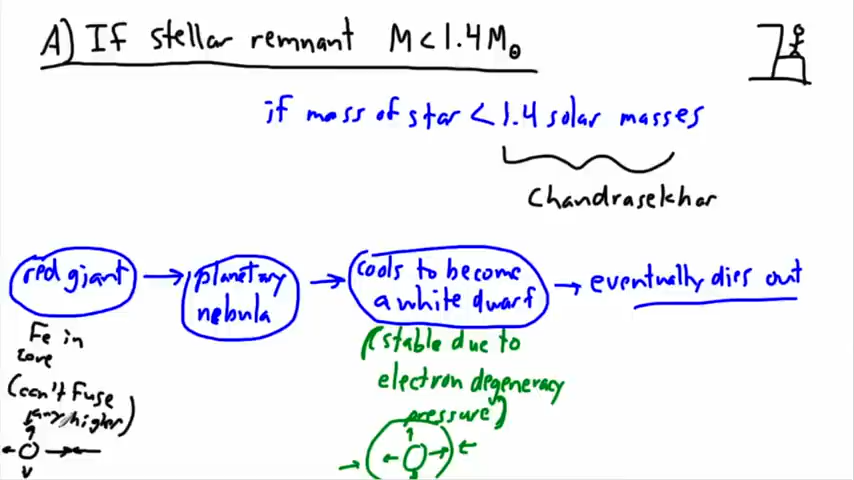 A) If stellar remnant M < 1.4 M⊙
if mass of star < 1.4 solar masses
Chandrasekhar
red giant → planetary nebula → cools to become a white dwarf → eventually dies out
Fe in
core
(can't fuse
any higher)
(stable due to
electron degeneracy
pressure)